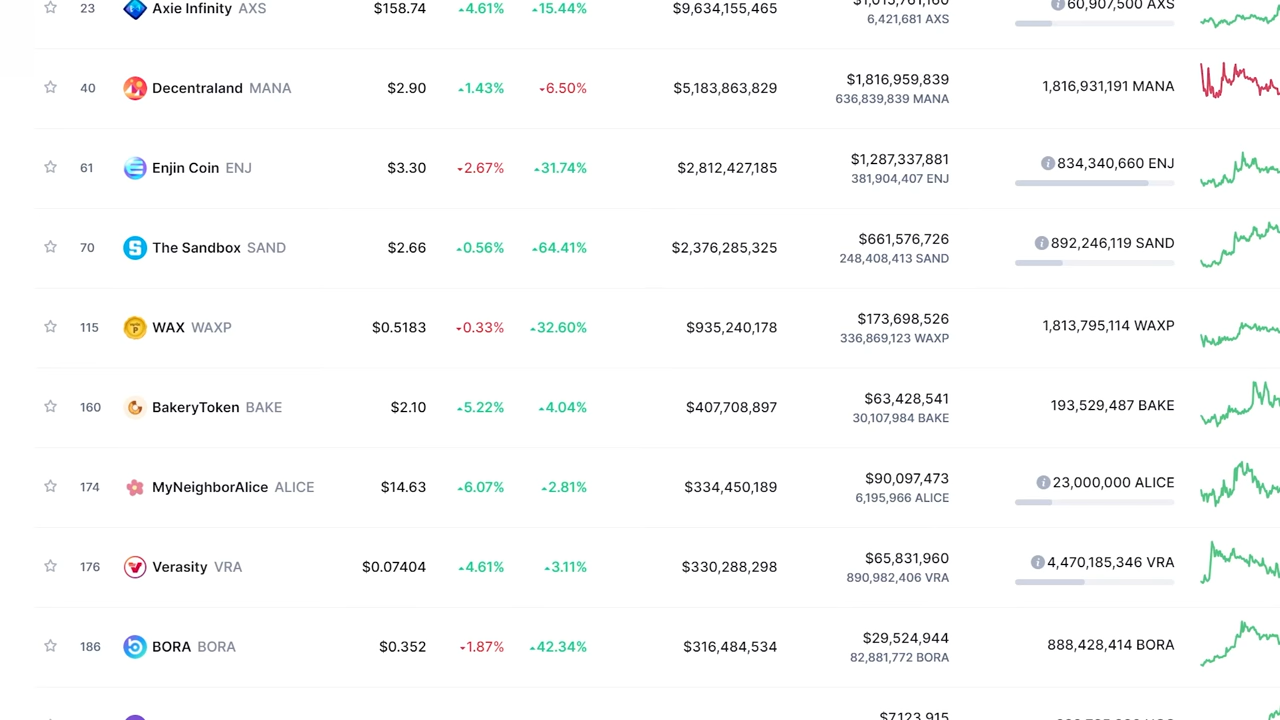 23 Axie Infinity AXS $158.74 4.61% 15.44% $9,634,155,465 60,907,500 AXS
6,421,681 AXS
40 Decentraland MANA $2.90 1.43% 6.50% $5,183,863,829 $1,816,959,839 1,816,931,191 MANA
636,839,839 MANA
61 Enjin Coin ENJ $3.30 2.67% 31.74% $2,812,427,185 $1,287,337,881 834,340,660 ENJ
381,904,407 ENJ
70 The Sandbox SAND $2.66 0.56% 64.41% $2,376,285,325 $661,576,726 892,246,119 SAND
248,408,413 SAND
115 WAX WAXP $0.5183 0.33% 32.60% $935,240,178 $173,698,526 1,813,795,114 WAXP
336,869,123 WAXP
160 BakeryToken BAKE $2.10 5.22% 4.04% $407,708,897 $63,428,541 193,529,487 BAKE
30,107,984 BAKE
174 MyNeighborAlice ALICE $14.63 6.07% 2.81% $334,450,189 $90,097,473 23,000,000 ALICE
6,195,966 ALICE
176 Verasity VRA $0.07404 4.61% 3.11% $330,288,298 $65,831,960 4,470,185,346 VRA
890,982,406 VRA
186 BORA BORA $0.352 1.87% 42.34% $316,484,534 $29,524,944 888,428,414 BORA
82,881,772 BORA